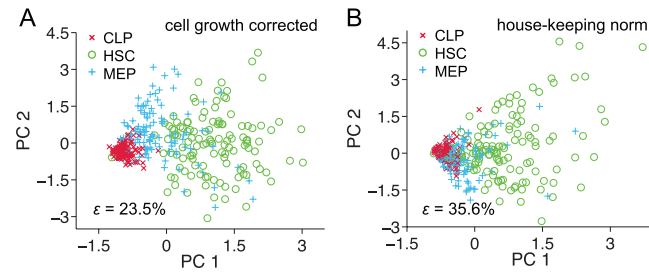 A
cell growth corrected
CLP
HSC
MEP
4.5
3
1.5
0
−1.5
−3
PC 2
ε = 23.5%
−1.5
0
1.5
3
PC 1
B
house-keeping norm
CLP
HSC
MEP
4.5
3
1.5
0
−1.5
−3
PC 2
ε = 35.6%
−1.5
0
1.5
3
PC 1